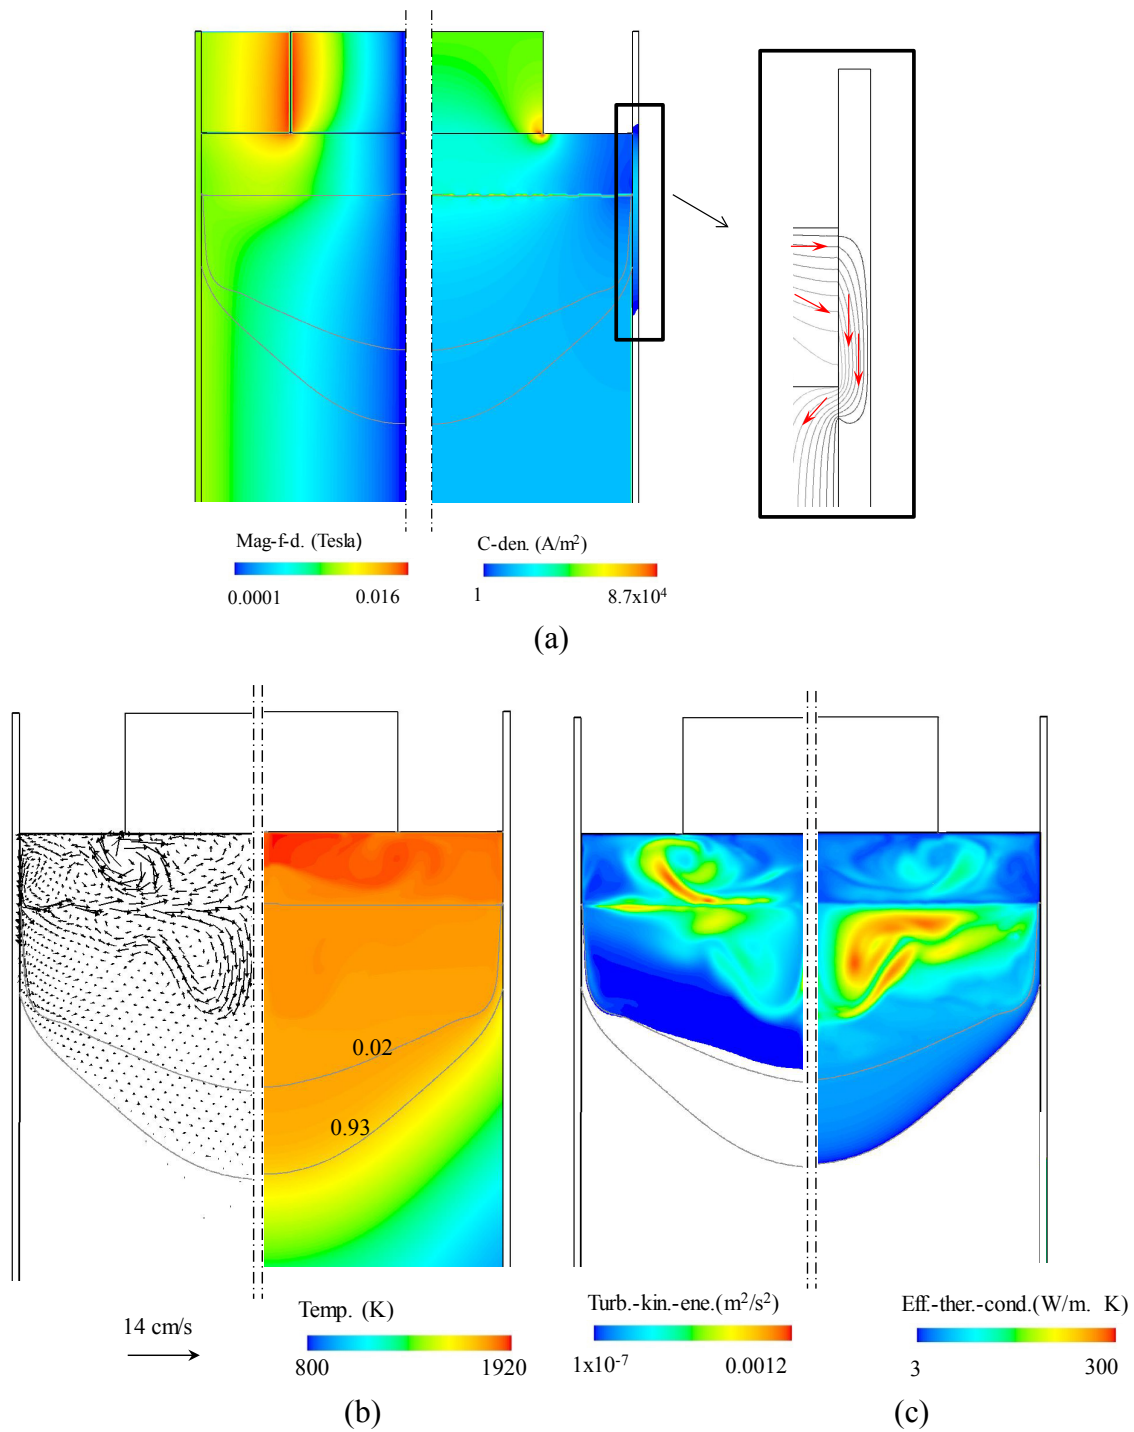 Mag-f-d. (Tesla)
C-den. (A/m²)
0.0001
0.016
1
8.7x10⁴
(a)
0.02
0.93
14 cm/s
Temp. (K)
800
1920
(b)
Turb.-kin.-ene.(m²/s²)
1x10⁻⁷
0.0012
Eff.-ther.-cond.(W/m. K)
3
300
(c)